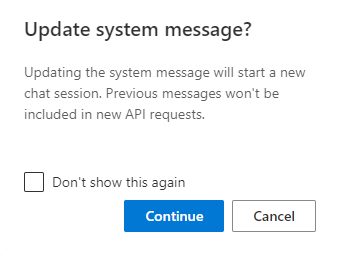 Update system message?
Updating the system message will start a new
chat session. Previous messages won't be
included in new API requests.
Don't show this again
Continue
Cancel